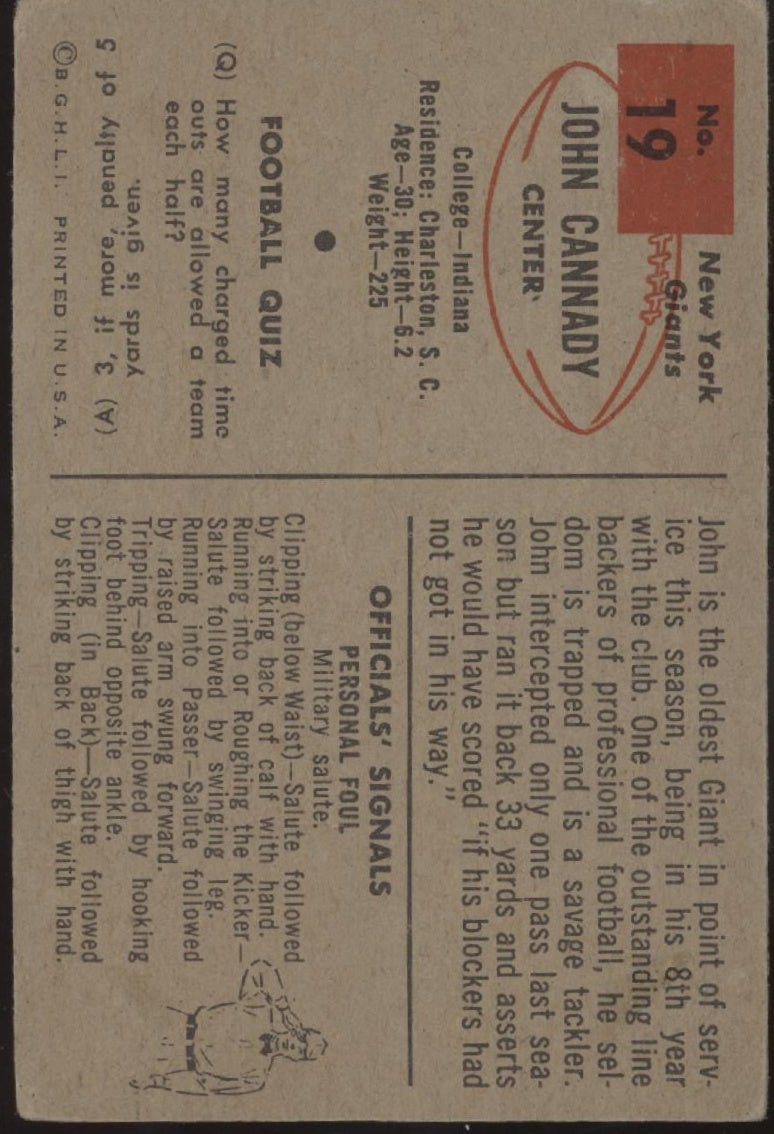 No.
19
New York
Giants
JOHN CANNADY
CENTER
College—Indiana
Residence: Charleston, S. C.
Age—30; Height—6.2
Weight—225
FOOTBALL QUIZ
(Q) How many charged time
outs are allowed a team
each half?
(A) 3, if more, penalty of 5
yards is given.
©B.G.H.L.I. PRINTED IN U.S.A.
John is the oldest Giant in point of serv-
ice this season, being in his 8th year
with the club. One of the outstanding line
backers of professional football, he sel-
dom is trapped and is a savage tackler.
John intercepted only one pass last sea-
son but ran it back 33 yards and asserts
he would have scored "if his blockers had
not got in his way."
OFFICIALS' SIGNALS
PERSONAL FOUL
Military salute.
Clipping (below Waist)—Salute followed
by striking back of calf with hand.
Running into or Roughing the Kicker—
Salute followed by swinging leg.
Running into Passer—Salute followed
by raised arm swung forward.
Tripping—Salute followed by hooking
foot behind opposite ankle.
Clipping (in Back)—Salute followed
by striking back of thigh with hand.